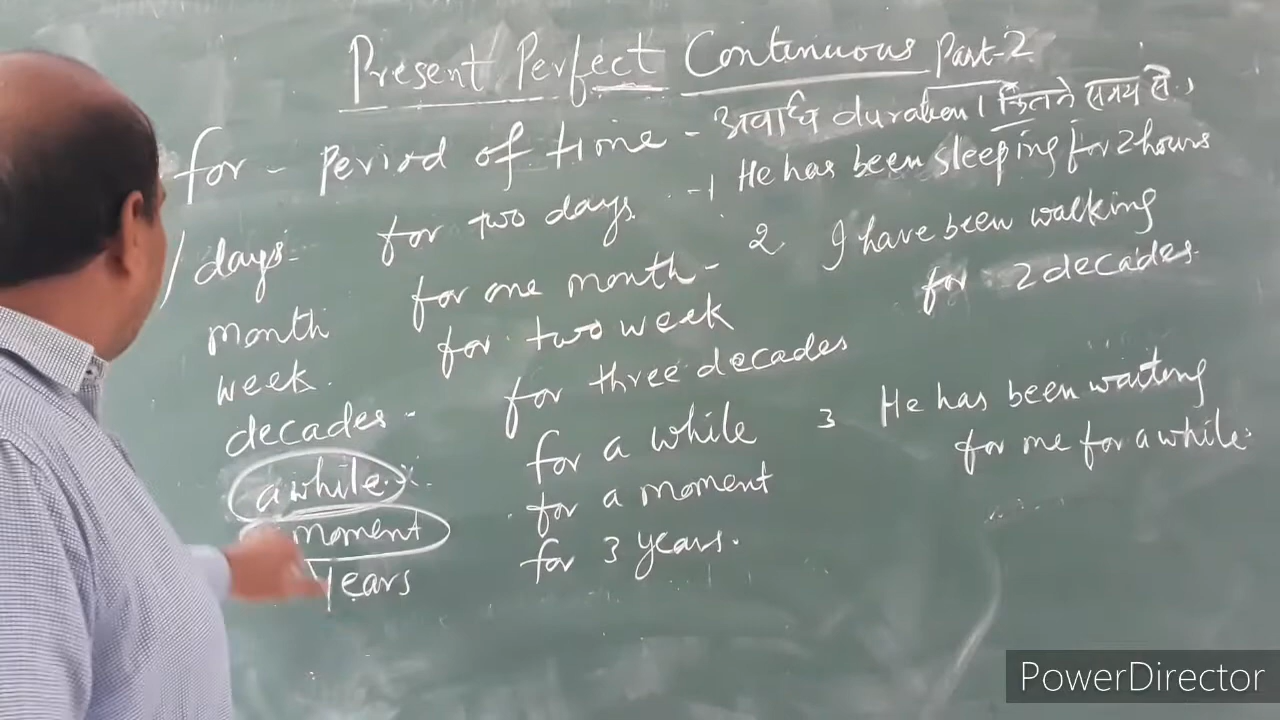 Present Perfect Continuous Part-2
for - Period of time - अवधि duration । कितने समय से ,
days - for two days. - 1 He has been sleeping for 2 hours
month for one month - 2 I have been walking for 2 decades.
week. for two week
decades - for three decades
a while for a while 3 He has been waiting for me for a while.
moment for a moment
years for 3 years.
PowerDirector